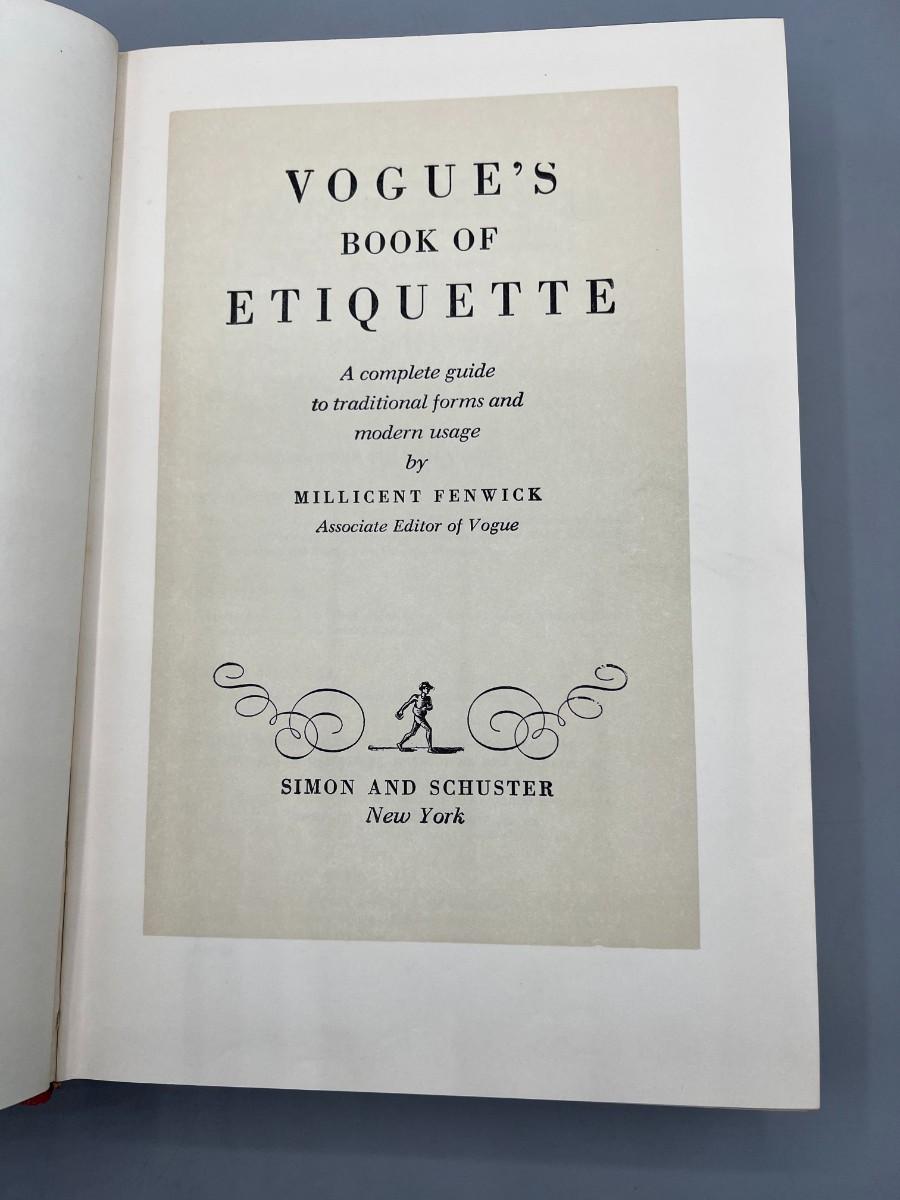 VOGUE'S
BOOK OF
ETIQUETTE
A complete guide
to traditional forms and
modern usage
by
MILLICENT FENWICK
Associate Editor of Vogue
SIMON AND SCHUSTER
New York